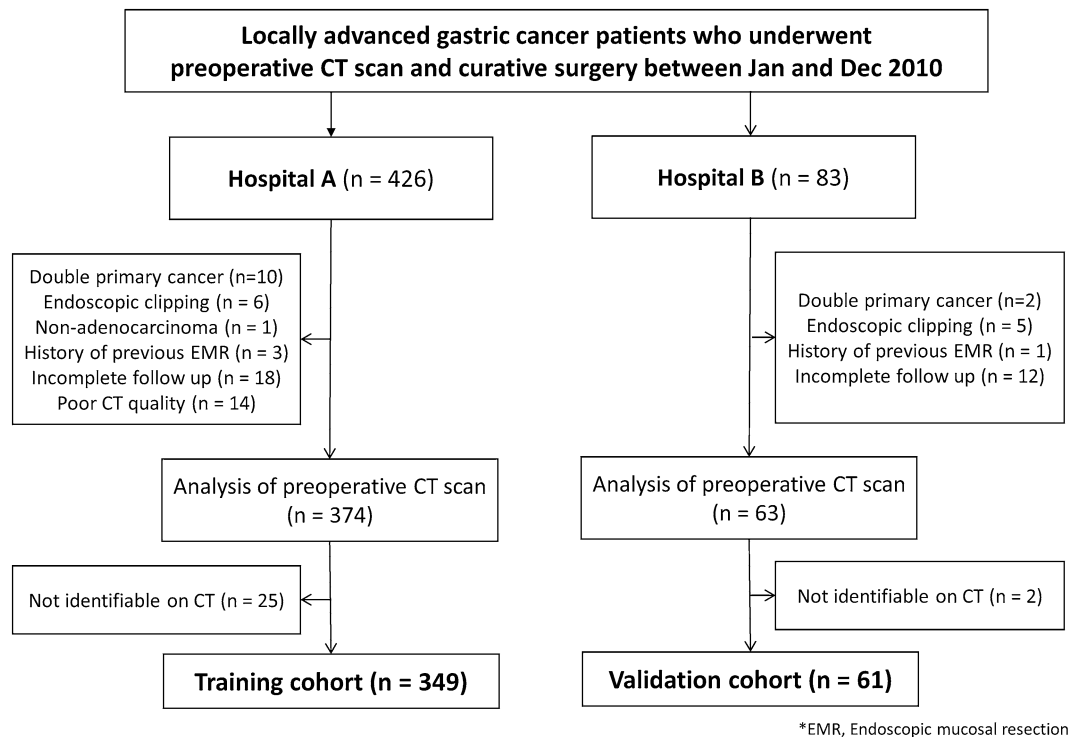 Locally advanced gastric cancer patients who underwent
preoperative CT scan and curative surgery between Jan and Dec 2010
Hospital A (n = 426)
Hospital B (n = 83)
Double primary cancer (n=10)
Endoscopic clipping (n = 6)
Non-adenocarcinoma (n = 1)
History of previous EMR (n = 3)
Incomplete follow up (n = 18)
Poor CT quality (n = 14)
Double primary cancer (n=2)
Endoscopic clipping (n = 5)
History of previous EMR (n = 1)
Incomplete follow up (n = 12)
Analysis of preoperative CT scan
(n = 374)
Analysis of preoperative CT scan
(n = 63)
Not identifiable on CT (n = 25)
Not identifiable on CT (n = 2)
Training cohort (n = 349)
Validation cohort (n = 61)
*EMR, Endoscopic mucosal resection